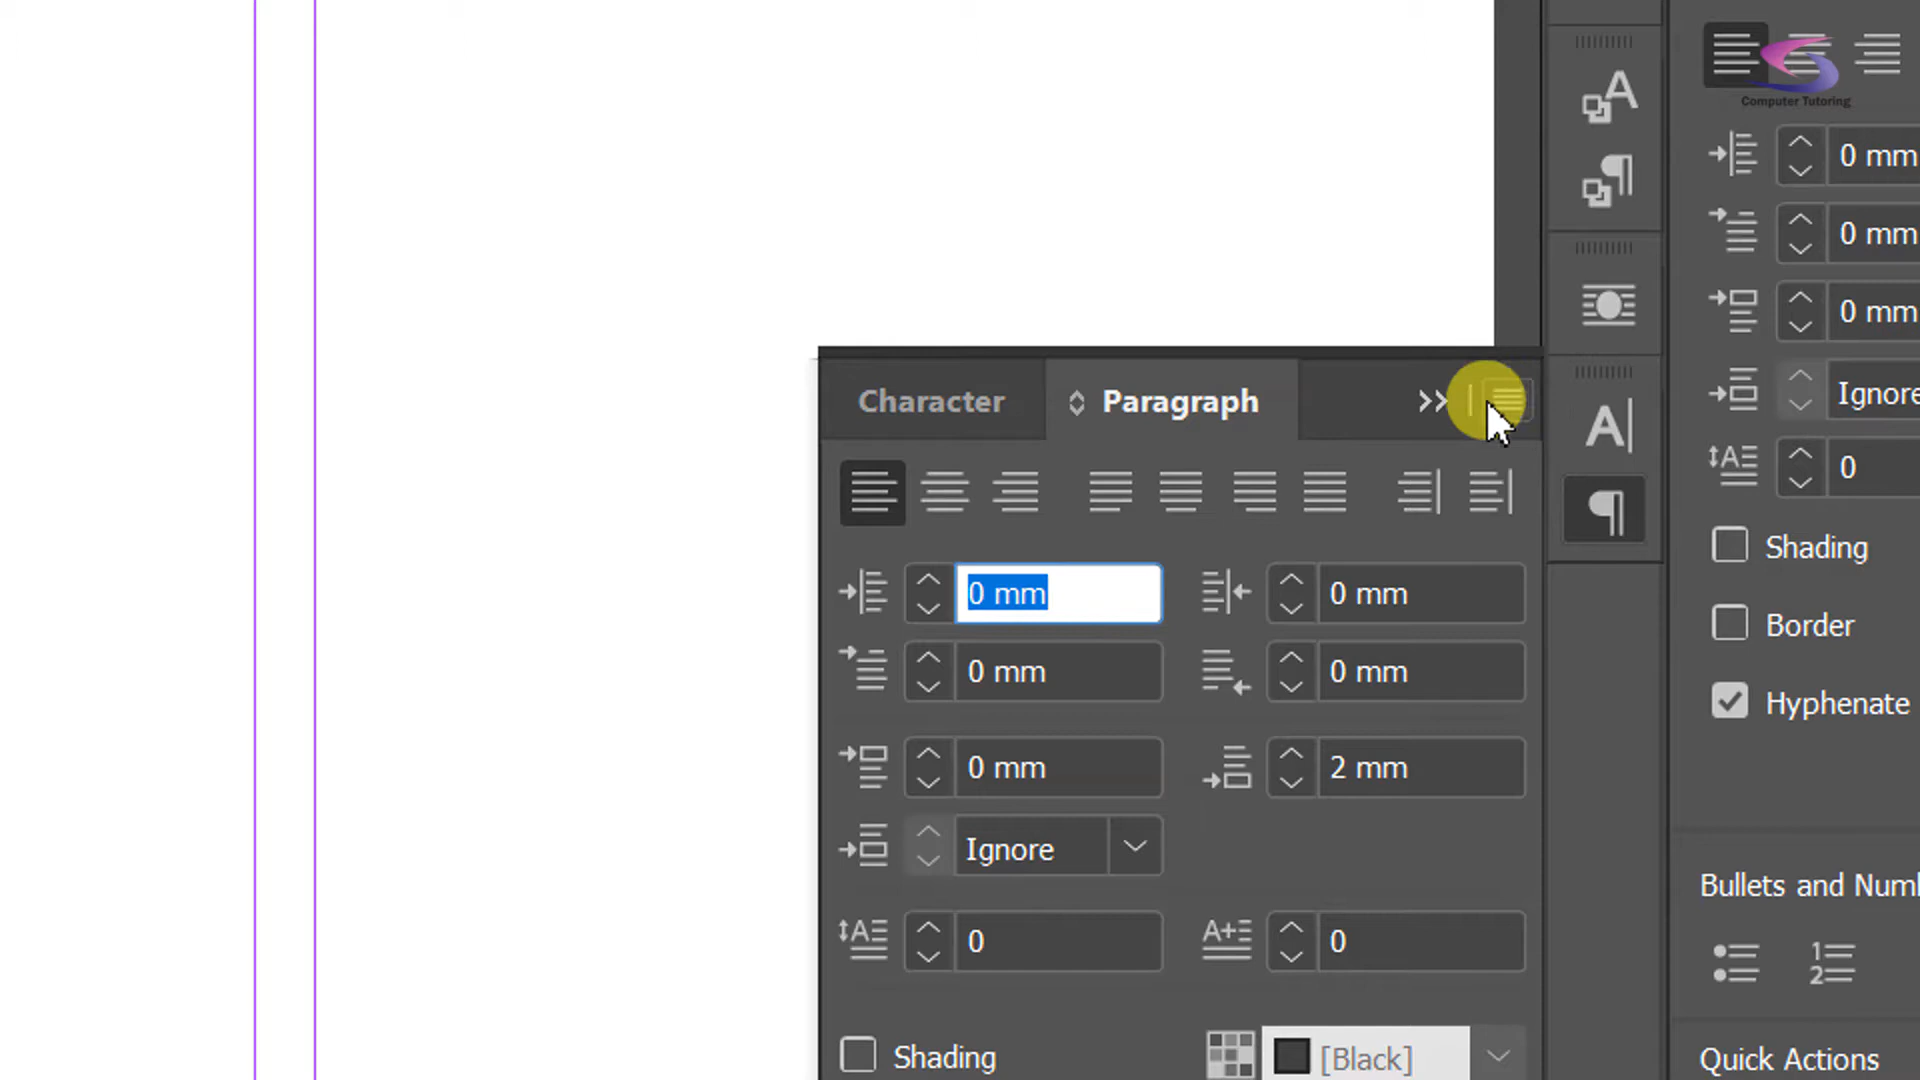 Computer Tutoring
0 mm
0 mm
0 mm
Ignore
0
Shading
Border
Hyphenate
Character
Paragraph
0 mm
0 mm
0 mm
0 mm
0 mm
2 mm
Ignore
0
0
Shading
[Black]
Bullets and Num
Quick Actions